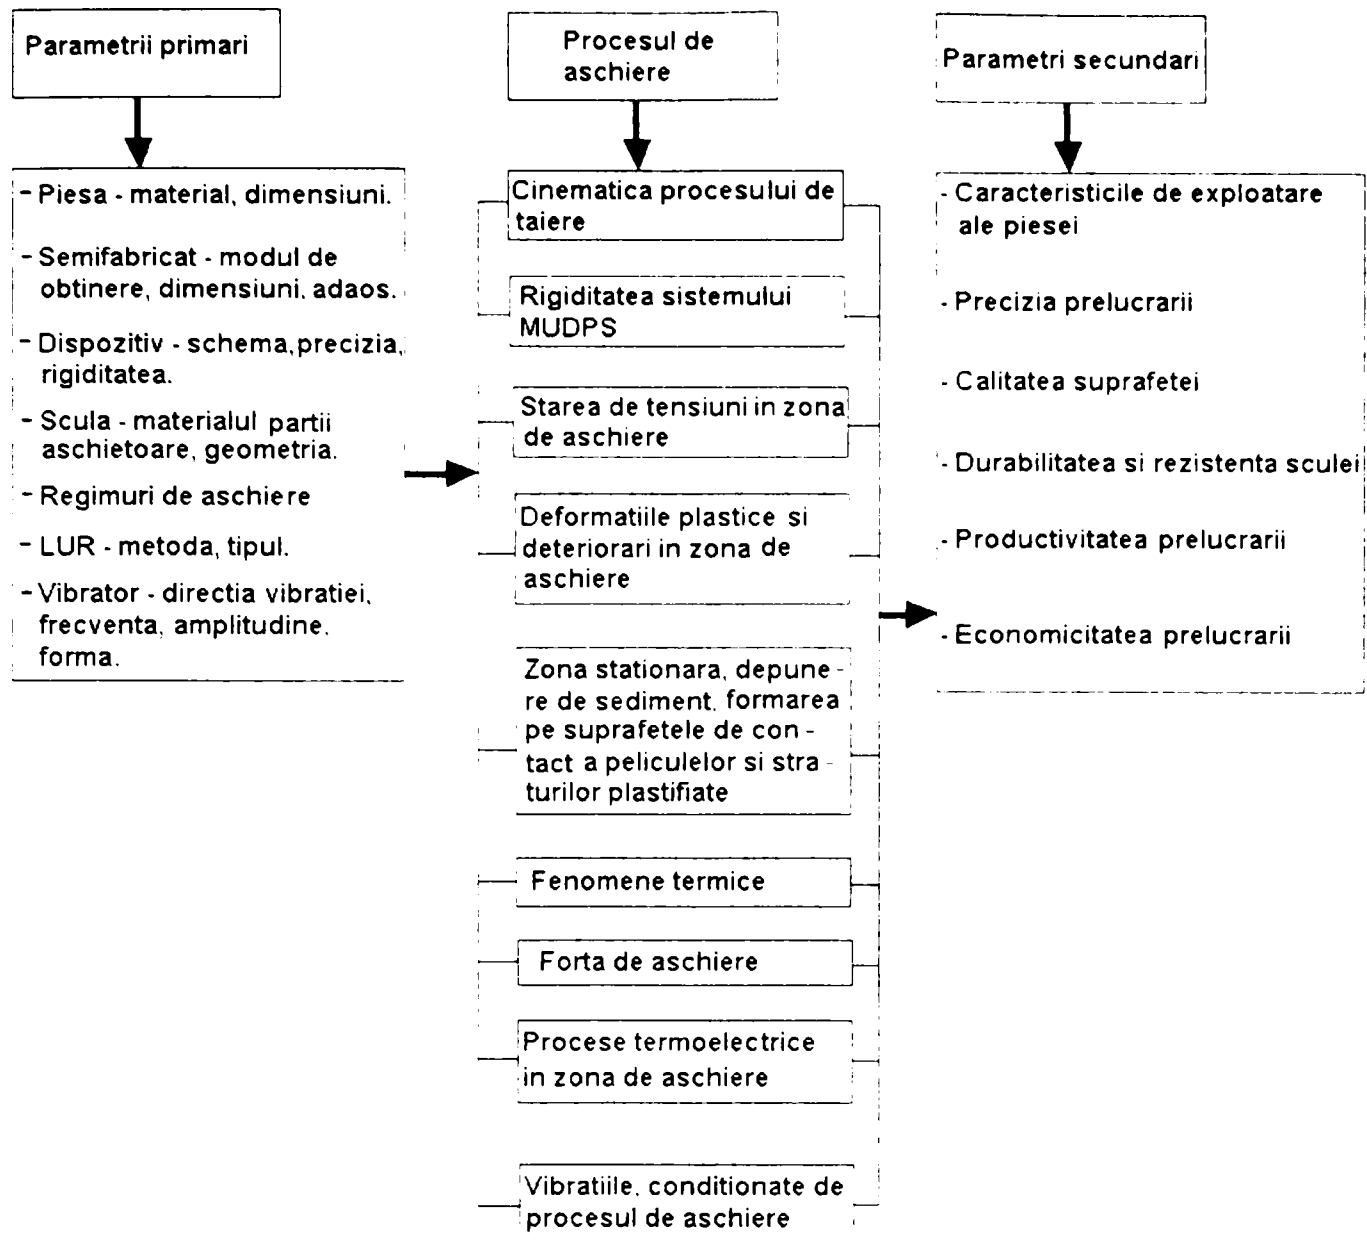 Parametrii primari
- Piesa - material, dimensiuni.
- Semifabricat - modul de
obtinere, dimensiuni. adaos.
- Dispozitiv - schema, precizia,
rigiditatea.
- Scula - materialul partii
aschietoare, geometria.
- Regimuri de aschiere
- LUR - metoda, tipul.
- Vibrator - directia vibratiei,
frecventa, amplitudine.
forma.
Procesul de
aschiere
Cinematica procesului de
taiere
Rigiditatea sistemului
MUDPS
Starea de tensiuni in zona
de aschiere
Deformatiile plastice si
deteriorari in zona de
aschiere
Zona stationara, depune -
re de sediment, formarea
pe suprafetele de con -
tact a peliculelor si stra -
turilor plastifiate
Fenomene termice
Forta de aschiere
Procese termoelectrice
in zona de aschiere
Vibratiile, conditionate de
procesul de aschiere
Parametri secundari
- Caracteristicile de exploatare
ale piesei
- Precizia prelucrarii
- Calitatea suprafetei
- Durabilitatea si rezistenta sculei
- Productivitatea prelucrarii
- Economicitatea prelucrarii